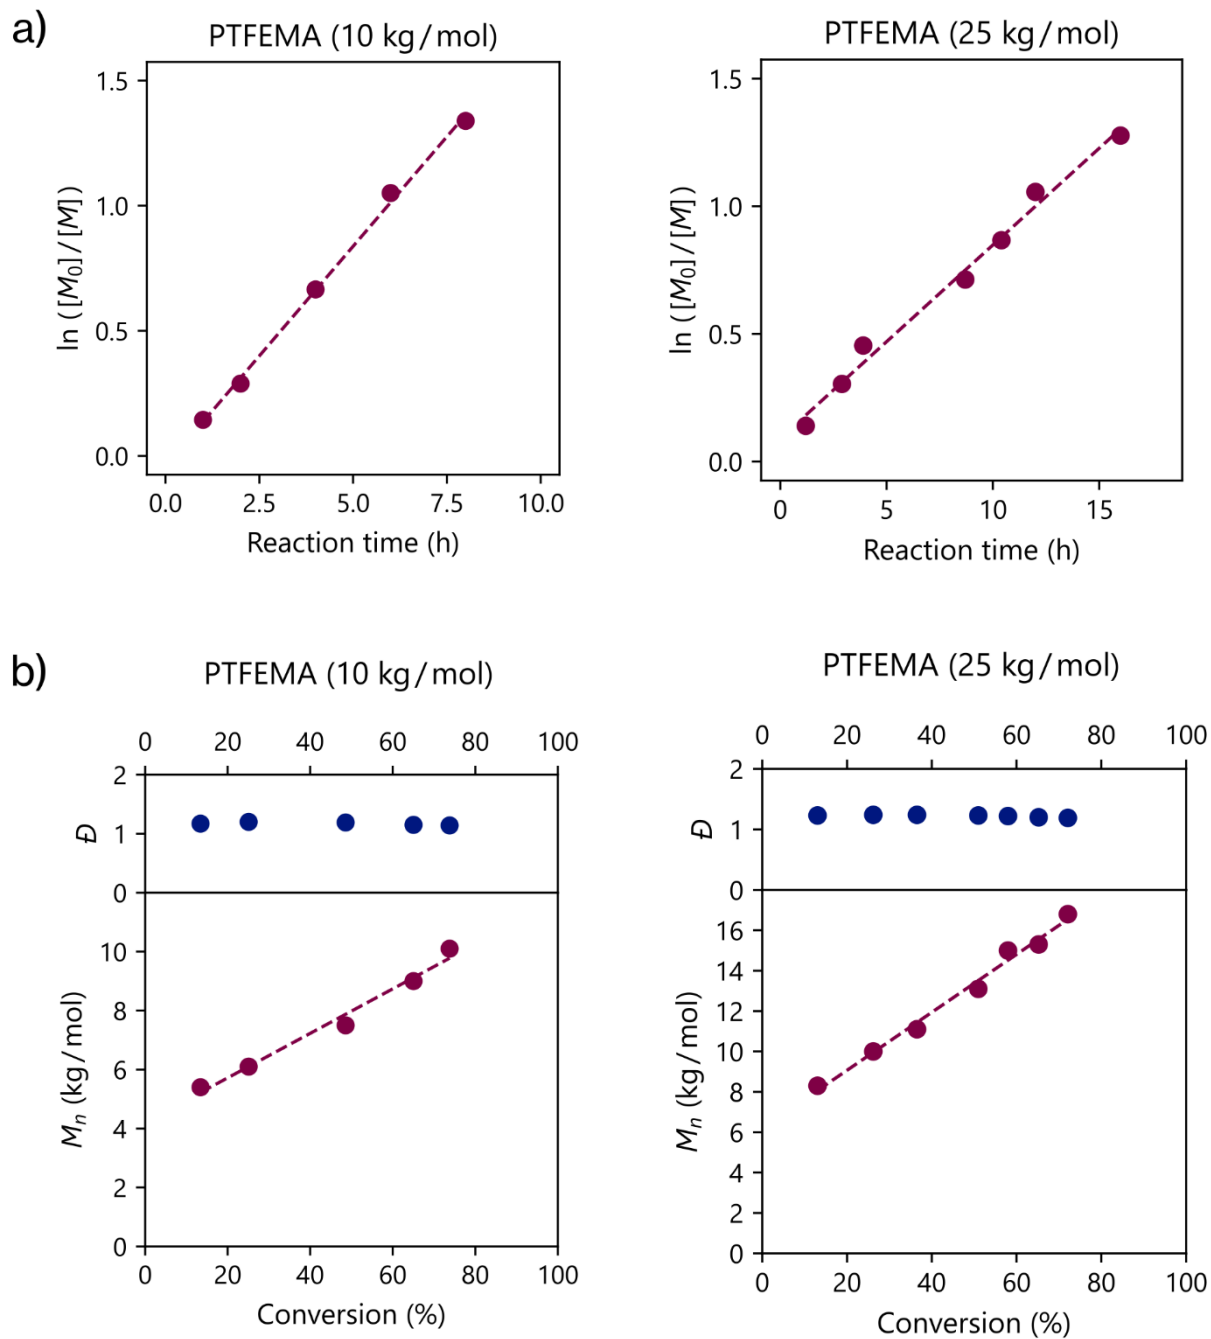 a)
PTFEMA (10 kg/mol)
1.5
1.0
0.5
0.0
ln ([M₀]/[M])
0.0 2.5 5.0 7.5 10.0
Reaction time (h)
PTFEMA (25 kg/mol)
1.5
1.0
0.5
0.0
ln ([M₀]/[M])
0 5 10 15
Reaction time (h)
b)
PTFEMA (10 kg/mol)
0 20 40 60 80 100
2
1
0
Đ
10
8
6
4
2
0
Mₙ (kg/mol)
0 20 40 60 80 100
Conversion (%)
PTFEMA (25 kg/mol)
0 20 40 60 80 100
2
1
0
Đ
16
14
12
10
8
6
4
2
0
Mₙ (kg/mol)
0 20 40 60 80 100
Conversion (%)